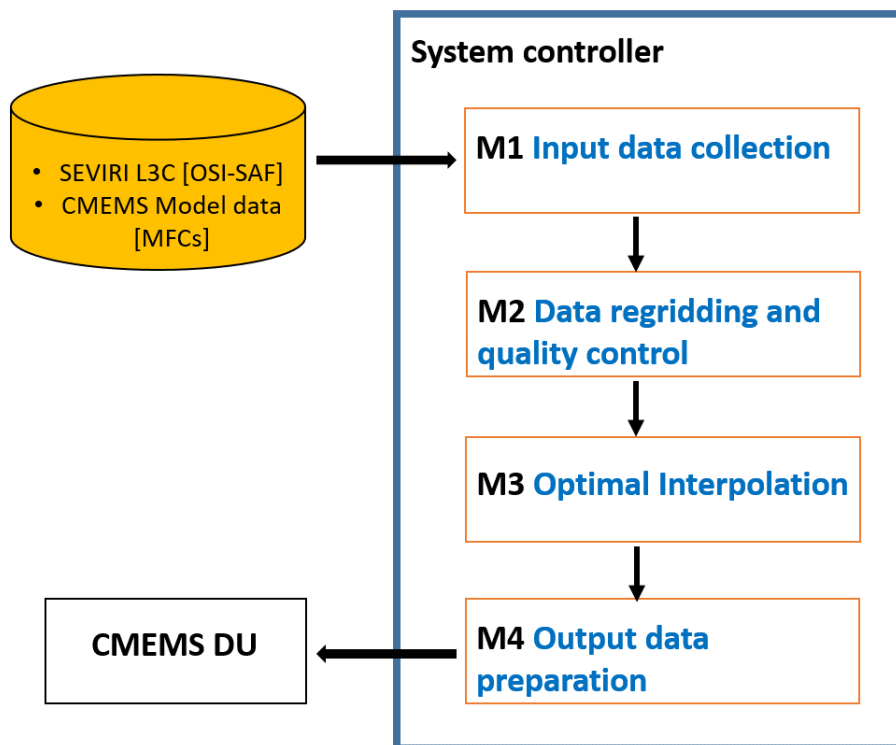 System controller
• SEVIRI L3C [OSI-SAF]
• CMEMS Model data
[MFCs]
M1 Input data collection
M2 Data regridding and
quality control
M3 Optimal Interpolation
M4 Output data
preparation
CMEMS DU